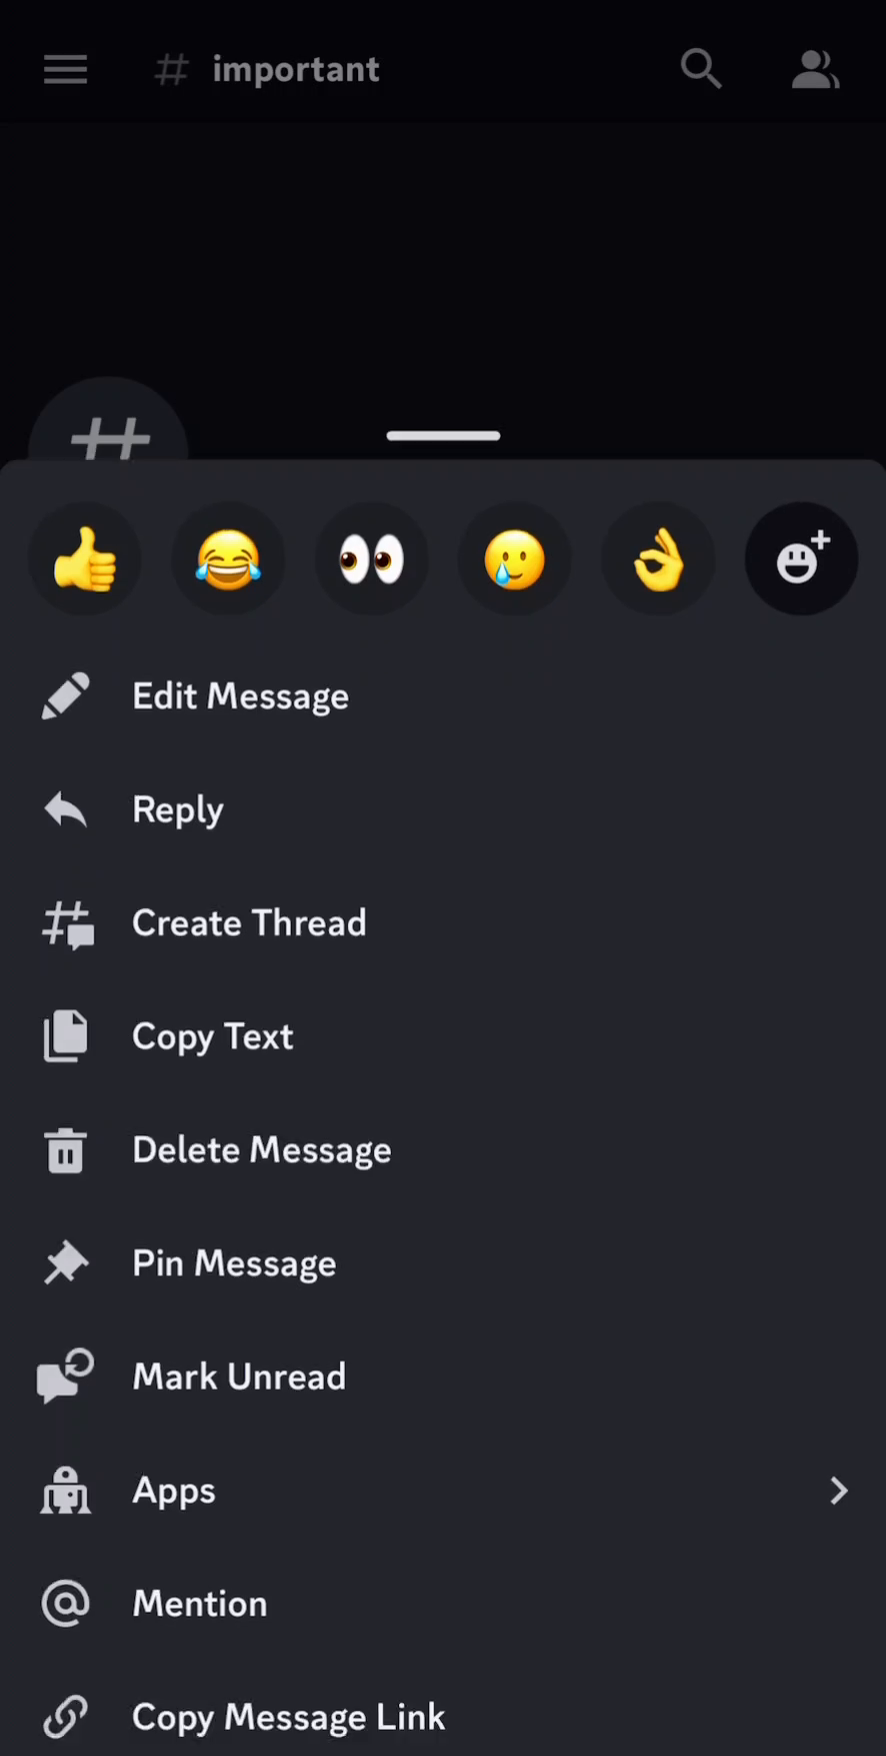 # important
Edit Message
Reply
Create Thread
Copy Text
Delete Message
Pin Message
Mark Unread
Apps
Mention
Copy Message Link